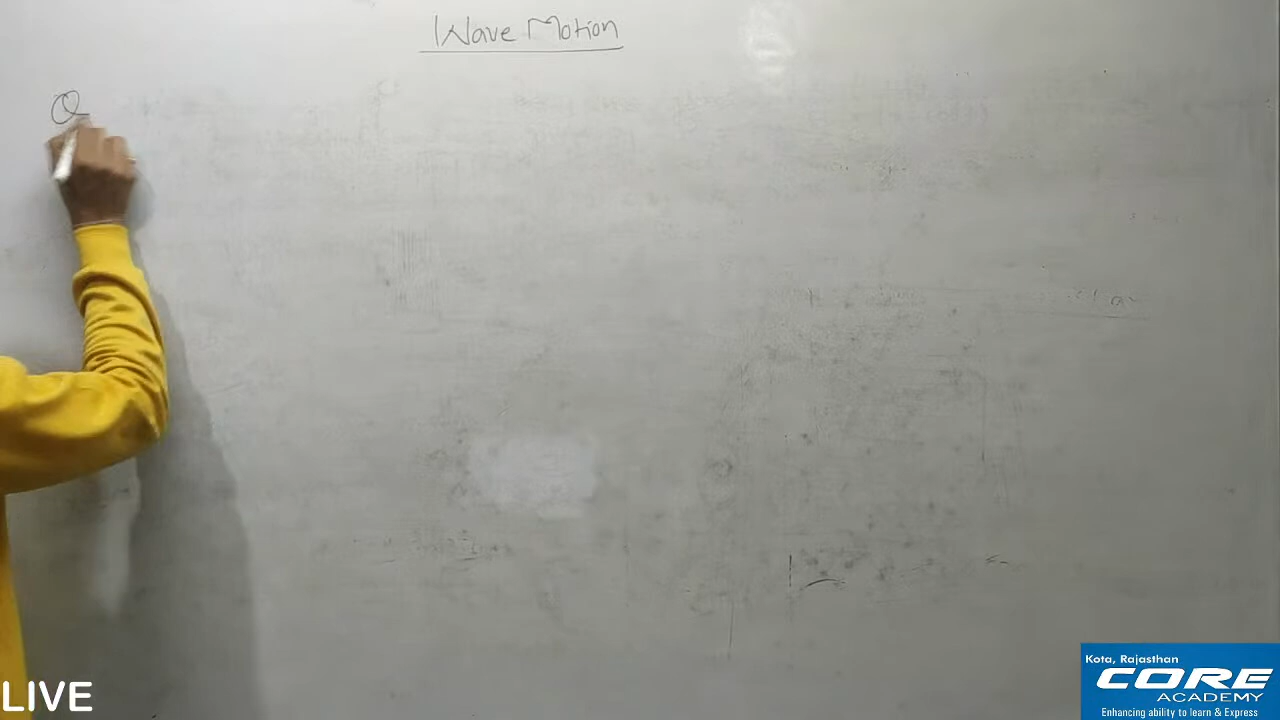 Wave Motion
Q
LIVE
Kota, Rajasthan
CORE
ACADEMY
Enhancing ability to learn & Express